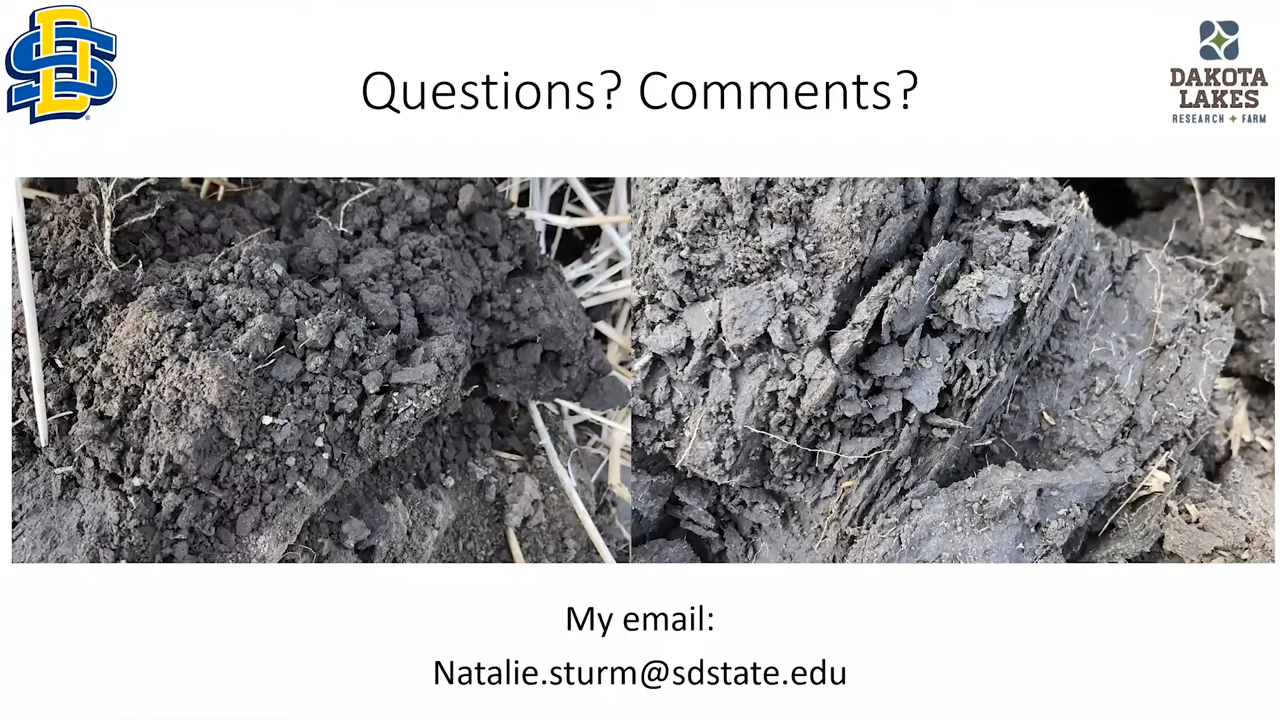 Questions? Comments?
DAKOTA
LAKES
RESEARCH FARM
My email:
Natalie.sturm@sdstate.edu